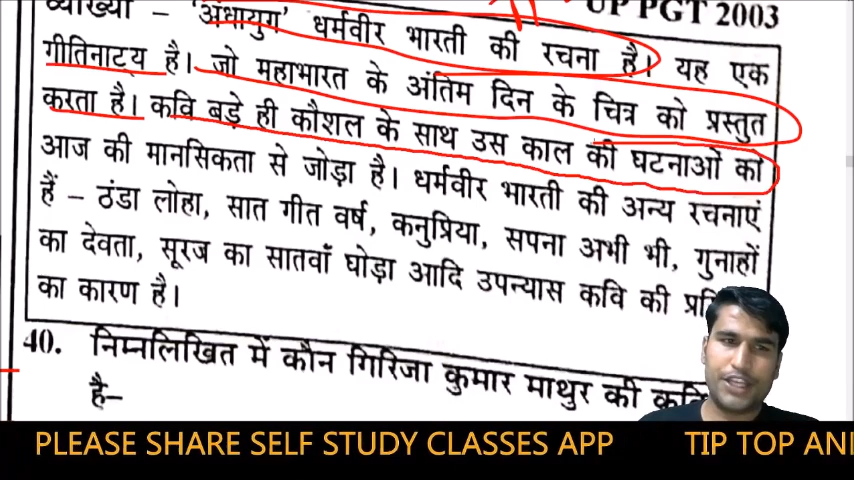 व्याख्या – 'अंधायुग' धर्मवीर भारती की रचना है। यह एक
UP PGT 2003
गीतिनाट्य है। जो महाभारत के अंतिम दिन के चित्र को प्रस्तुत
करता है। कवि बड़े ही कौशल के साथ उस काल की घटनाओं को
आज की मानसिकता से जोड़ा है। धर्मवीर भारती की अन्य रचनाएं
हैं – ठंडा लोहा, सात गीत वर्ष, कनुप्रिया, सपना अभी भी, गुनाहों
का देवता, सूरज का सातवाँ घोड़ा आदि उपन्यास कवि की
का कारण है।
40. निम्नलिखित में कौन गिरिजा कुमार माथुर की
है–
PLEASE SHARE SELF STUDY CLASSES APP TIP TOP